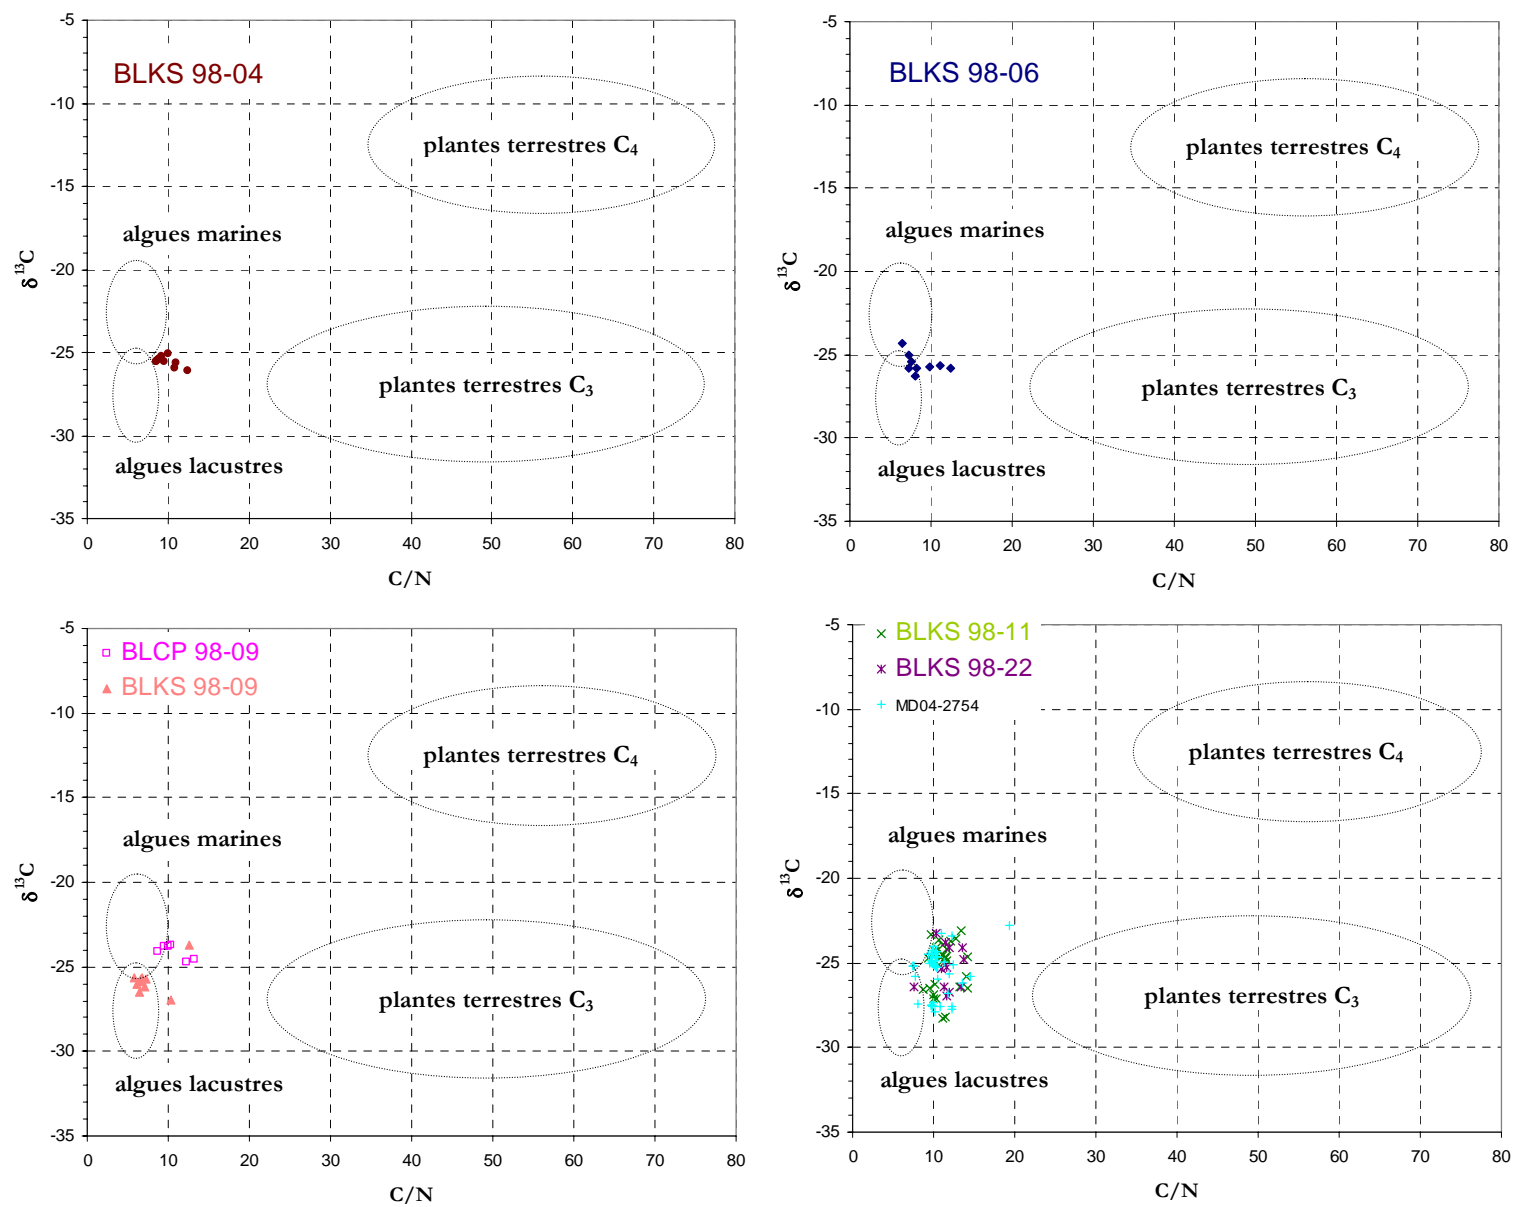 BLKS 98-04
plantes terrestres C₄
algues marines
plantes terrestres C₃
algues lacustres
δ ¹³C
-5
-10
-15
-20
-25
-30
-35
0 10 20 30 40 50 60 70 80
C/N
BLKS 98-06
plantes terrestres C₄
algues marines
plantes terrestres C₃
algues lacustres
δ ¹³C
-5
-10
-15
-20
-25
-30
-35
0 10 20 30 40 50 60 70 80
C/N
BLCP 98-09
BLKS 98-09
plantes terrestres C₄
algues marines
plantes terrestres C₃
algues lacustres
δ ¹³C
-5
-10
-15
-20
-25
-30
-35
0 10 20 30 40 50 60 70 80
C/N
BLKS 98-11
BLKS 98-22
MD04-2754
plantes terrestres C₄
algues marines
plantes terrestres C₃
algues lacustres
δ ¹³C
-5
-10
-15
-20
-25
-30
-35
0 10 20 30 40 50 60 70 80
C/N